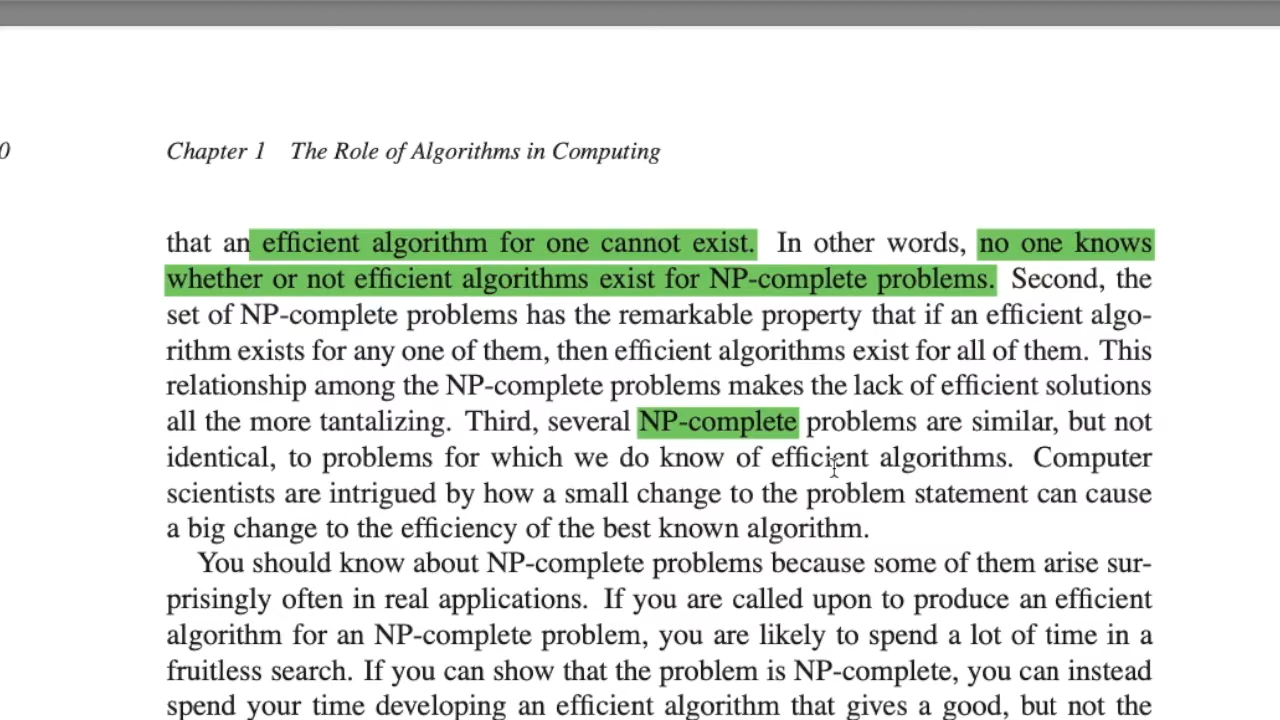 0 Chapter 1 The Role of Algorithms in Computing
that an efficient algorithm for one cannot exist. In other words, no one knows
whether or not efficient algorithms exist for NP-complete problems. Second, the
set of NP-complete problems has the remarkable property that if an efficient algo-
rithm exists for any one of them, then efficient algorithms exist for all of them. This
relationship among the NP-complete problems makes the lack of efficient solutions
all the more tantalizing. Third, several NP-complete problems are similar, but not
identical, to problems for which we do know of efficient algorithms. Computer
scientists are intrigued by how a small change to the problem statement can cause
a big change to the efficiency of the best known algorithm.
You should know about NP-complete problems because some of them arise sur-
prisingly often in real applications. If you are called upon to produce an efficient
algorithm for an NP-complete problem, you are likely to spend a lot of time in a
fruitless search. If you can show that the problem is NP-complete, you can instead
spend your time developing an efficient algorithm that gives a good, but not the